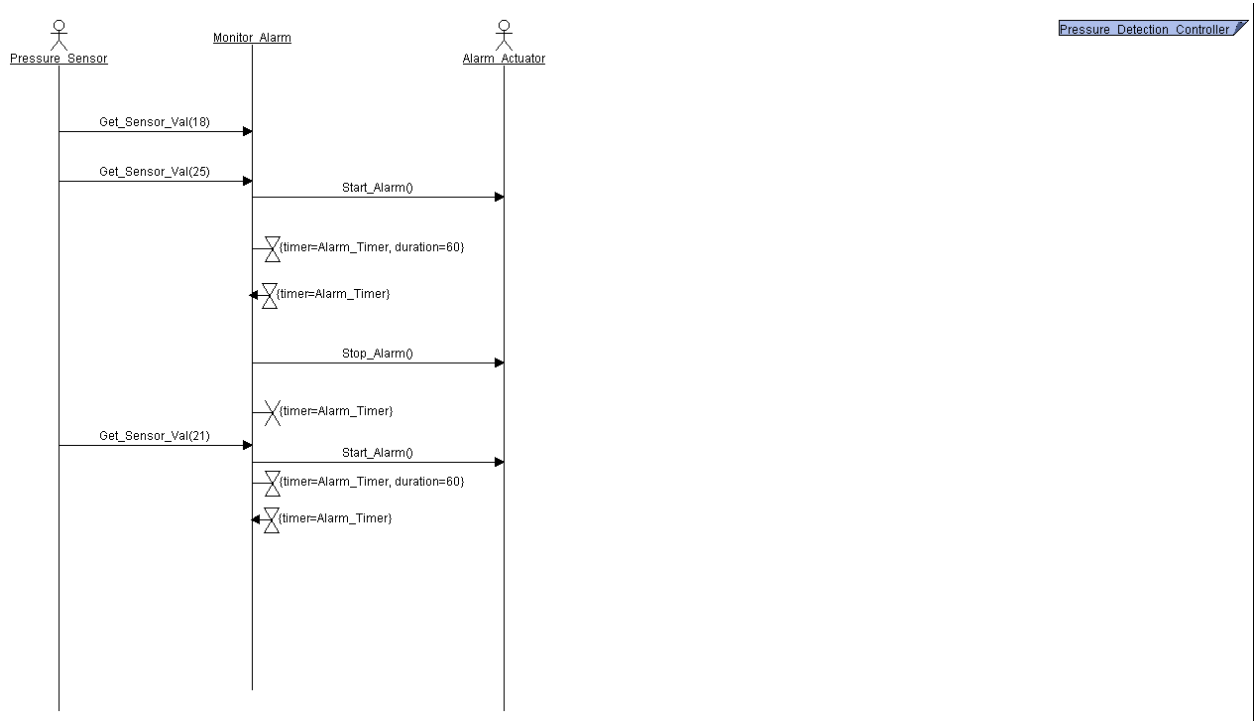 Pressure_Sensor
Monitor_Alarm
Alarm_Actuator
Pressure_Detection_Controller
Get_Sensor_Val(18)
Get_Sensor_Val(25)
Start_Alarm()
{timer=Alarm_Timer, duration=60}
{timer=Alarm_Timer}
Stop_Alarm()
{timer=Alarm_Timer}
Get_Sensor_Val(21)
Start_Alarm()
{timer=Alarm_Timer, duration=60}
{timer=Alarm_Timer}